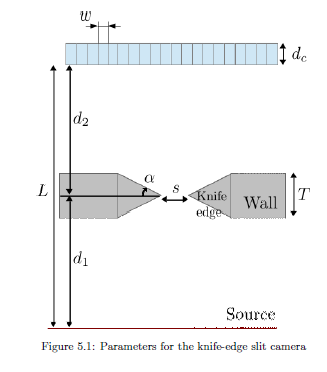 w
d_c
d_2
α
L
s
Knife
edge
Wall
T
d_1
Source
Figure 5.1: Parameters for the knife-edge slit camera